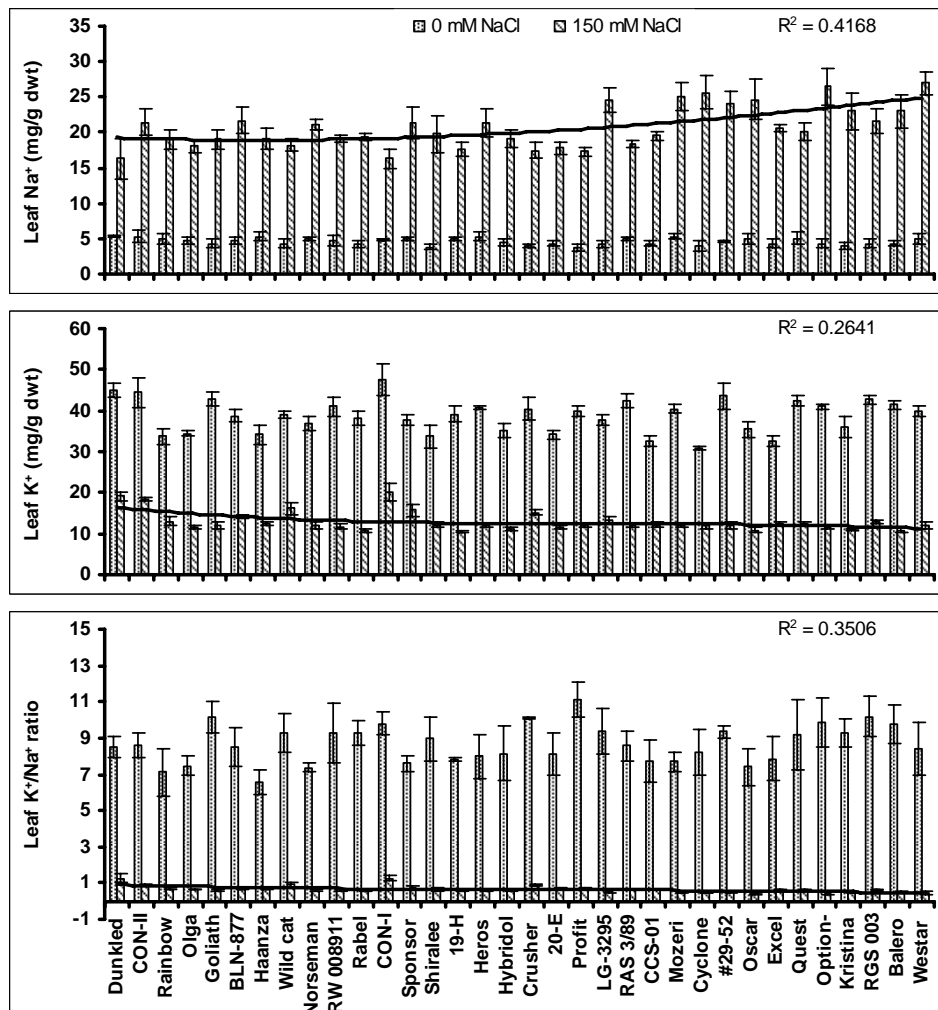 35
30
25
20
15
10
5
0
Leaf Na⁺ (mg/g dwt)
0 mM NaCl
150 mM NaCl
R² = 0.4168
60
50
40
30
20
10
0
Leaf K⁺ (mg/g dwt)
R² = 0.2641
15
13
11
9
7
5
3
1
-1
Leaf K⁺/Na⁺ ratio
R² = 0.3506
Dunkled
CON-II
Rainbow
Olga
Goliath
BLN-877
Haanza
Wild cat
Norseman
RW 008911
Rabel
CON-I
Sponsor
Shiralee
19-H
Heros
Hybridol
Crusher
20-E
Profit
LG-3295
RAS 3/89
CCS-01
Mozeri
Cyclone
#29-52
Oscar
Excel
Quest
Option-
Kristina
RGS 003
Balero
Westar